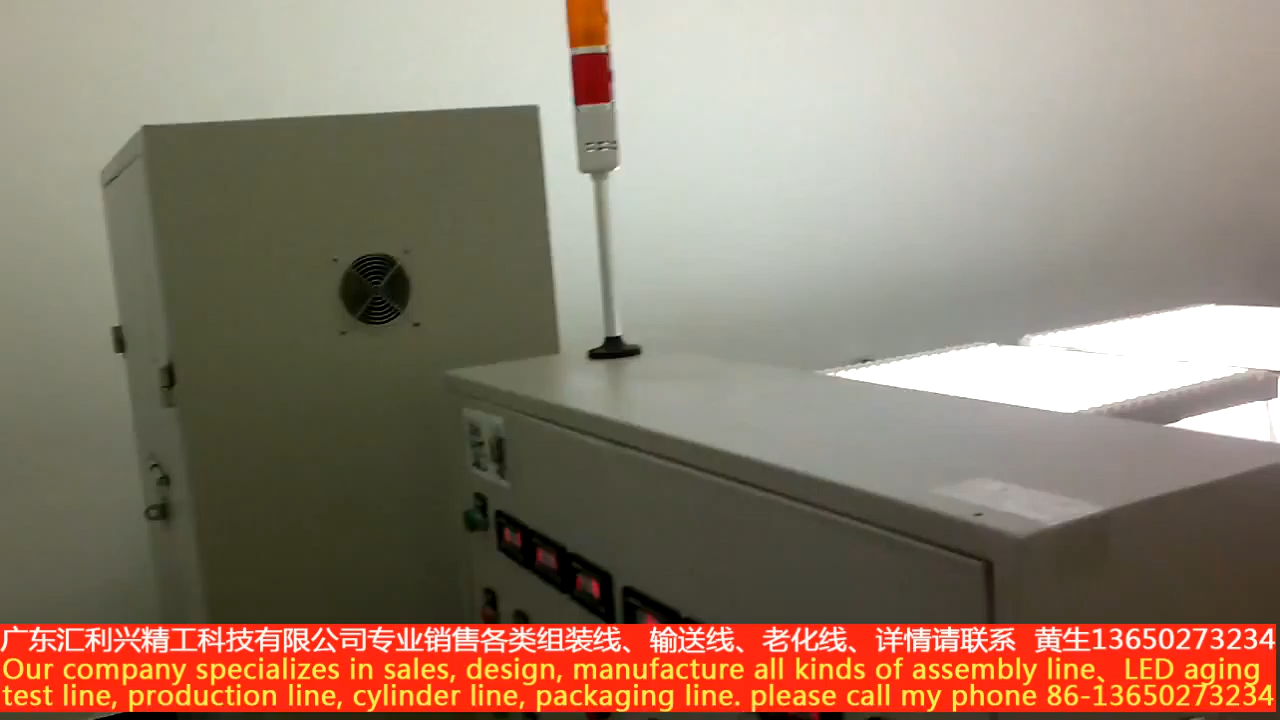 广东汇利兴精工科技有限公司专业销售各类组装线、输送线、老化线、详情请联系 黄生13650273234
Our company specializes in sales, design, manufacture all kinds of assembly line、LED aging
test line, production line, cylinder line, packaging line. please call my phone 86-13650273234